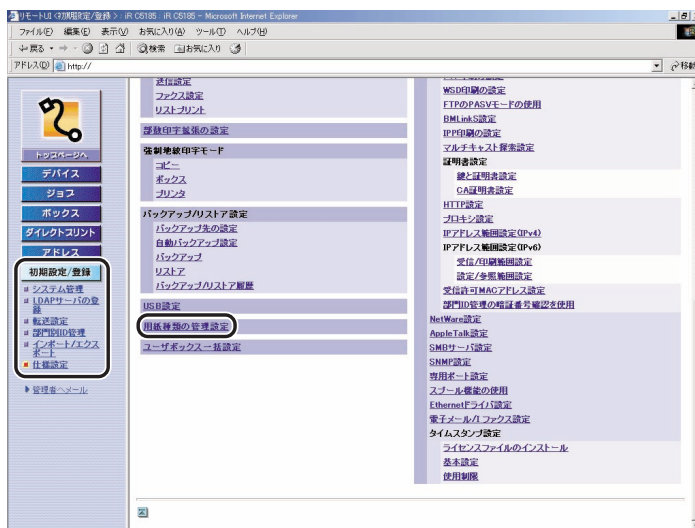 リモートUI <初期設定/登録> : iR C5185 : iR C5185 - Microsoft Internet Explorer
ファイル(F) 編集(E) 表示(V) お気に入り(A) ツール(T) ヘルプ(H)
戻る 検索 お気に入り
アドレス(D) http:// 移動
トップページへ
デバイス
ジョブ
ボックス
ダイレクトプリント
アドレス
初期設定/登録
システム管理
LDAPサーバの登
録
転送設定
部門別ID管理
インポート/エクス
ポート
仕様設定
管理者へメール
送信設定
ファクス設定
リストプリント
部数印字拡張の設定
強制地紋印字モード
コピー
ボックス
プリンタ
バックアップ/リストア設定
バックアップ先の設定
自動バックアップ設定
バックアップ
リストア
バックアップ/リストア履歴
USB設定
用紙種類の管理設定
ユーザボックス一括設定
WSD印刷の設定
FTPのPASVモードの使用
BMLinkS設定
IPP印刷の設定
マルチキャスト探索設定
証明書設定
鍵と証明書設定
CA証明書設定
HTTP設定
プロキシ設定
IPアドレス範囲設定(IPv4)
IPアドレス範囲設定(IPv6)
受信/印刷範囲設定
設定/参照範囲設定
受信許可MACアドレス設定
部門ID管理の暗証番号確認を使用
NetWare設定
AppleTalk設定
SMBサーバ設定
SNMP設定
専用ポート設定
スプール機能の使用
Ethernetドライバ設定
電子メール/I ファクス設定
タイムスタンプ設定
ライセンスファイルのインストール
基本設定
使用制限